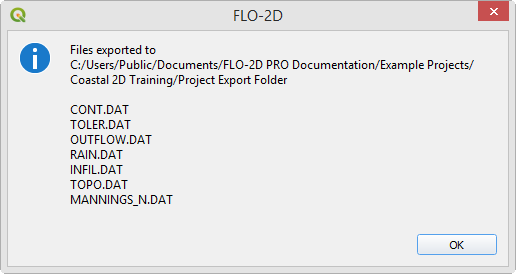 FLO-2D
Files exported to
C:/Users/Public/Documents/FLO-2D PRO Documentation/Example Projects/
Coastal 2D Training/Project Export Folder
CONT.DAT
TOLER.DAT
OUTFLOW.DAT
RAIN.DAT
INFIL.DAT
TOPO.DAT
MANNINGS_N.DAT
OK